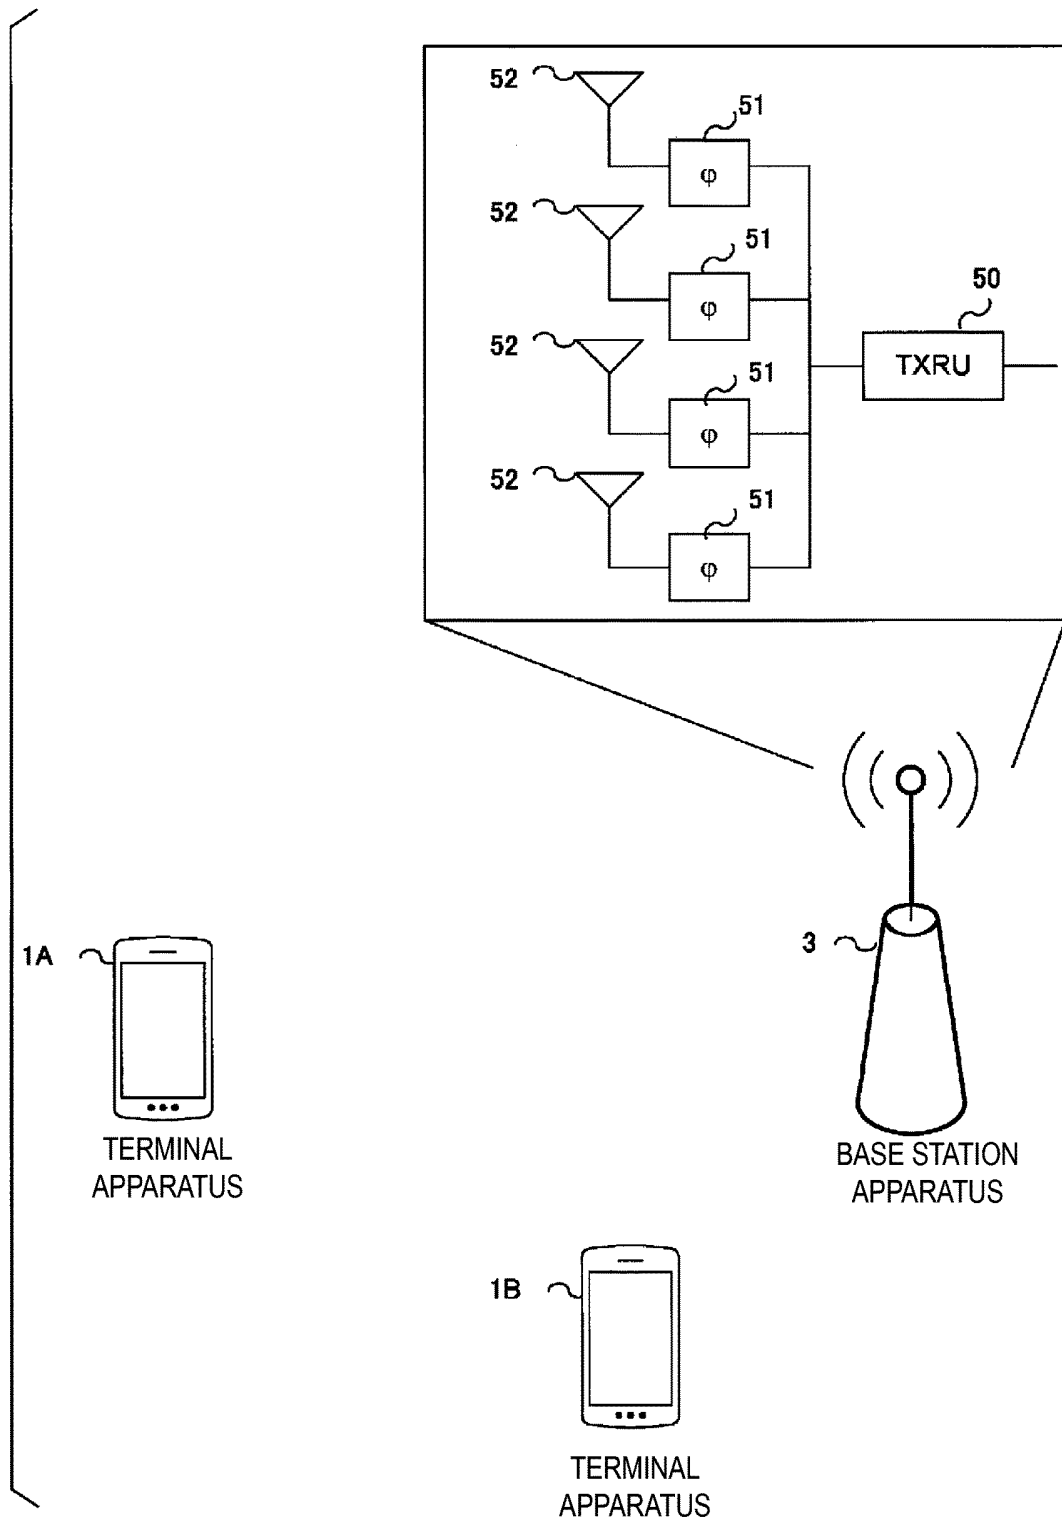 52
51
φ
52
51
φ
50
TXRU
52
51
φ
52
51
φ
3
1A
TERMINAL
APPARATUS
BASE STATION
APPARATUS
1B
TERMINAL
APPARATUS